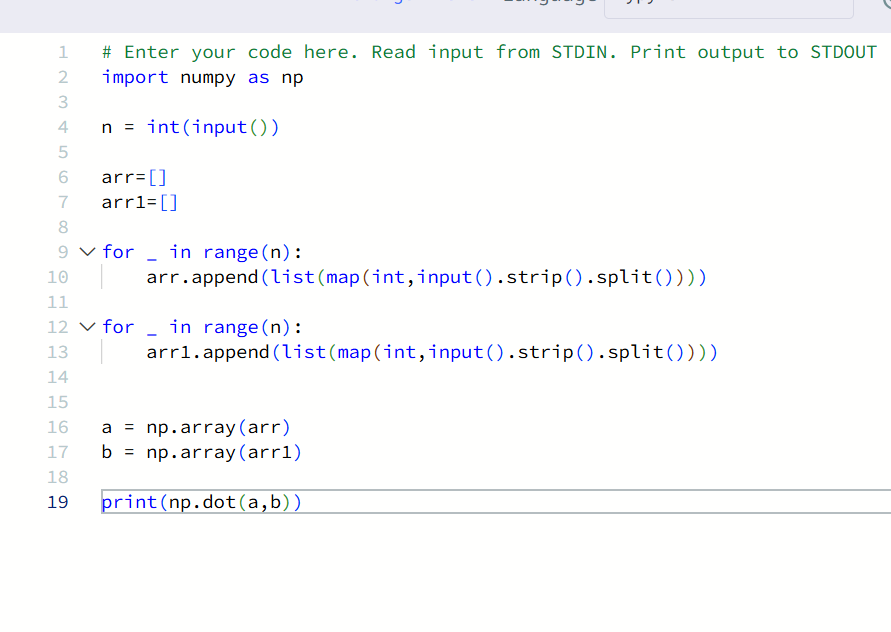 1 # Enter your code here. Read input from STDIN. Print output to STDOUT
2 import numpy as np
3
4 n = int(input())
5
6 arr=[]
7 arr1=[]
8
9 for _ in range(n):
10     arr.append(list(map(int,input().strip().split())))
11
12 for _ in range(n):
13     arr1.append(list(map(int,input().strip().split())))
14
15
16 a = np.array(arr)
17 b = np.array(arr1)
18
19 print(np.dot(a,b))